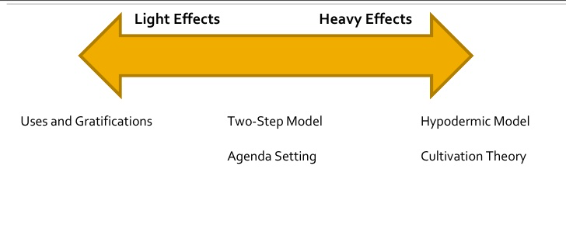 Light Effects Heavy Effects
Uses and Gratifications Two-Step Model Hypodermic Model
Agenda Setting Cultivation Theory